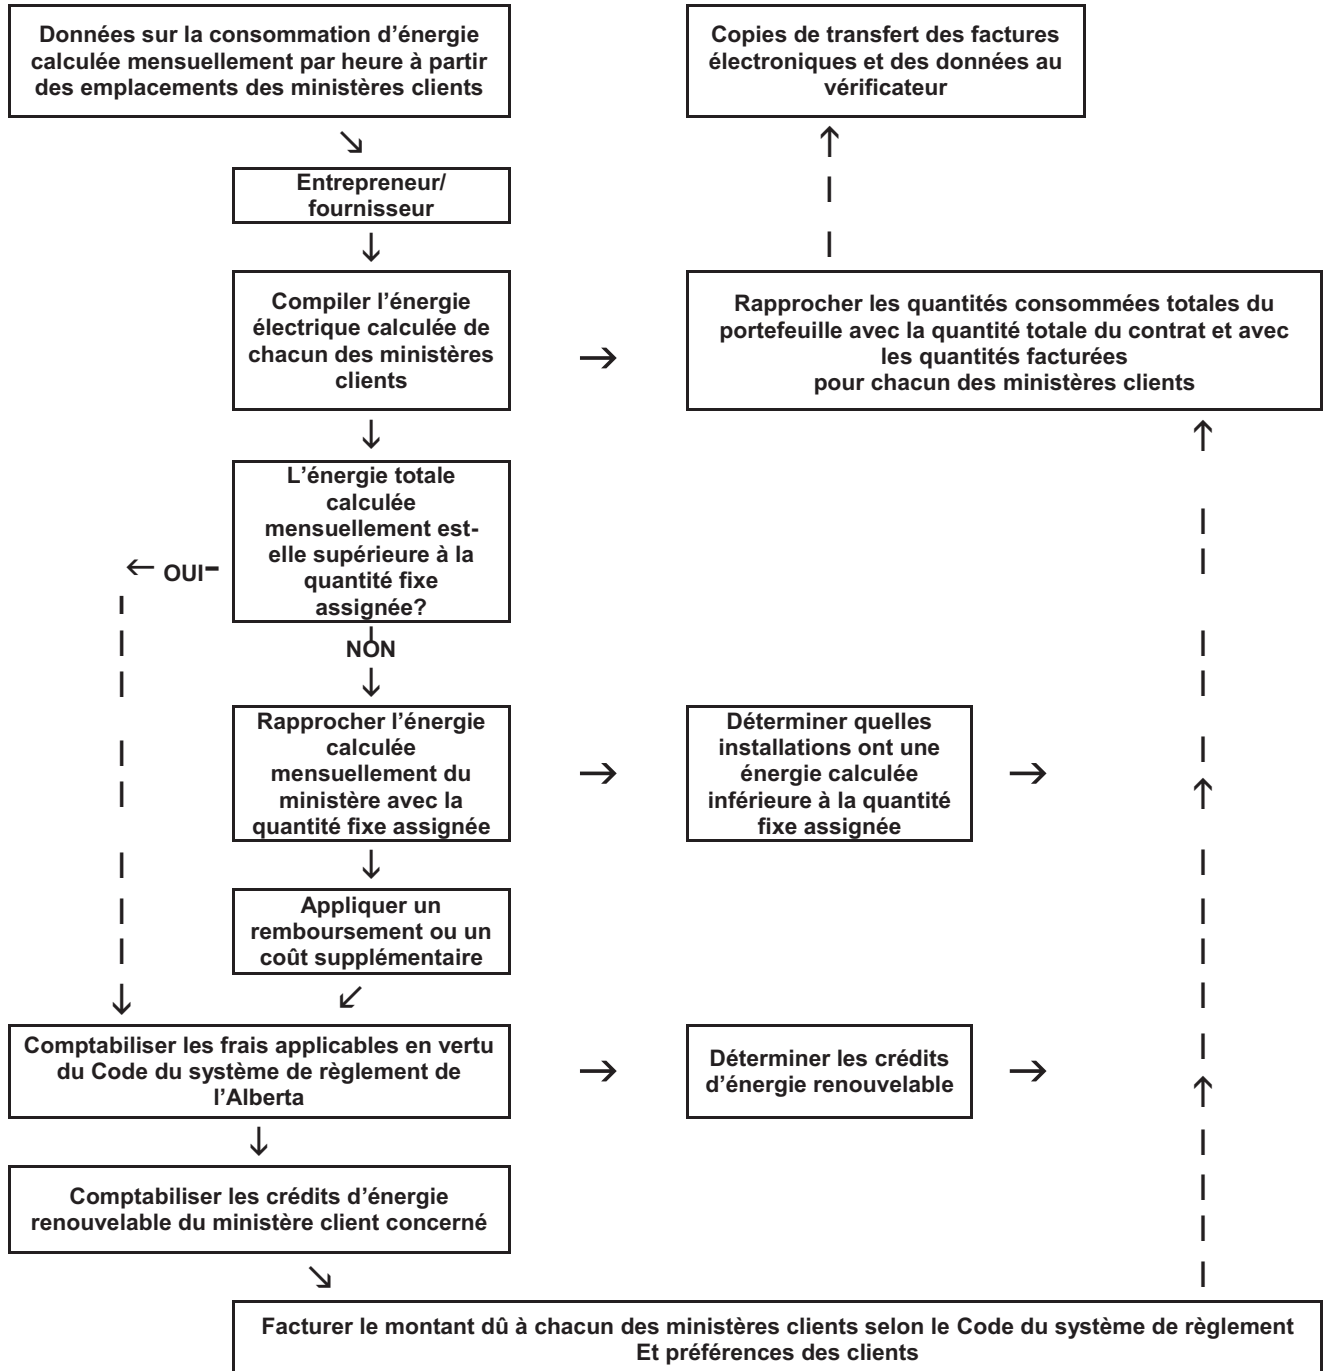 Données sur la consommation d’énergie
calculée mensuellement par heure à partir
des emplacements des ministères clients
Copies de transfert des factures
électroniques et des données au
vérificateur
Entrepreneur/
fournisseur
Compiler l’énergie
électrique calculée de
chacun des ministères
clients
Rapprocher les quantités consommées totales du
portefeuille avec la quantité totale du contrat et avec
les quantités facturées
pour chacun des ministères clients
L’énergie totale
calculée
mensuellement est-
elle supérieure à la
quantité fixe
assignée?
OUI
NON
Rapprocher l’énergie
calculée
mensuellement du
ministère avec la
quantité fixe assignée
Déterminer quelles
installations ont une
énergie calculée
inférieure à la quantité
fixe assignée
Appliquer un
remboursement ou un
coût supplémentaire
Comptabiliser les frais applicables en vertu
du Code du système de règlement de
l’Alberta
Déterminer les crédits
d’énergie renouvelable
Comptabiliser les crédits d’énergie
renouvelable du ministère client concerné
Facturer le montant dû à chacun des ministères clients selon le Code du système de règlement
Et préférences des clients